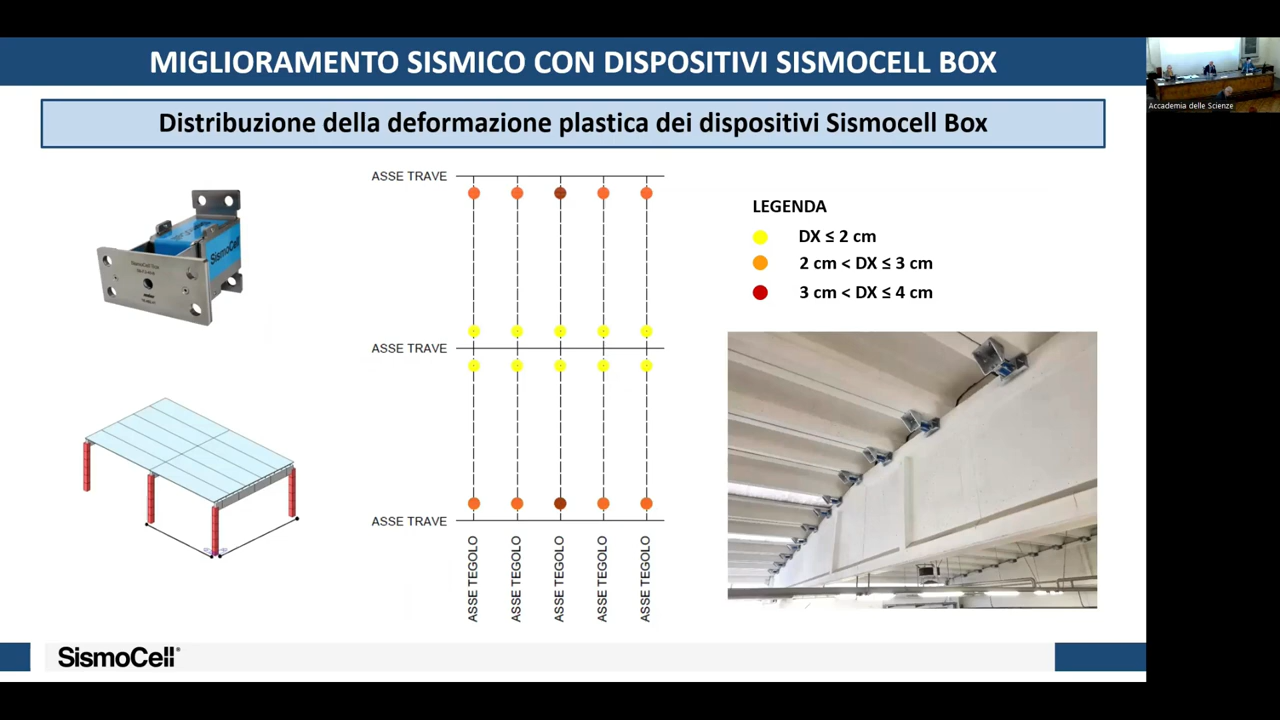 MIGLIORAMENTO SISMICO CON DISPOSITIVI SISMOCELL BOX
Accademia delle Scienze
Distribuzione della deformazione plastica dei dispositivi Sismocell Box
ASSE TRAVE
LEGENDA
DX ≤ 2 cm
2 cm < DX ≤ 3 cm
3 cm < DX ≤ 4 cm
SismoCell
ASSE TRAVE
ASSE TRAVE
ASSE TEGOLO
ASSE TEGOLO
ASSE TEGOLO
ASSE TEGOLO
ASSE TEGOLO
SismoCell®